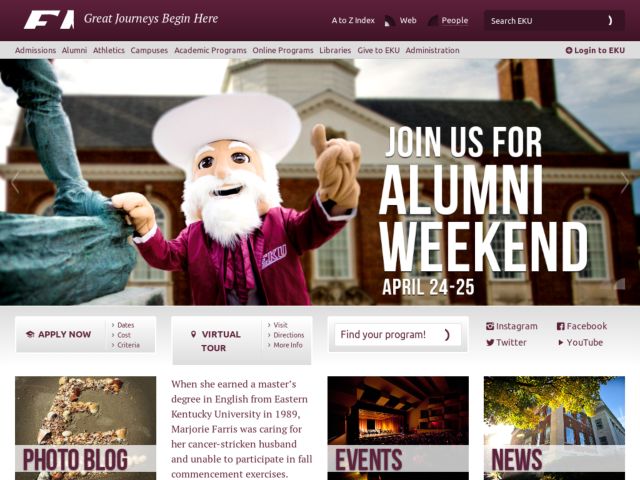 Great Journeys Begin Here
A to Z Index
Web
People
Search EKU
Admissions Alumni Athletics Campuses Academic Programs Online Programs Libraries Give to EKU Administration
Login to EKU
JOIN US FOR
ALUMNI
WEEKEND
APRIL 24-25
EKU
APPLY NOW
› Dates
› Cost
› Criteria
VIRTUAL
TOUR
› Visit
› Directions
› More Info
Find your program!
Instagram
Facebook
Twitter
YouTube
PHOTO BLOG
When she earned a master's
degree in English from Eastern
Kentucky University in 1989,
Marjorie Farris was caring for
her cancer-stricken husband
and unable to participate in fall
commencement exercises.
EVENTS
NEWS